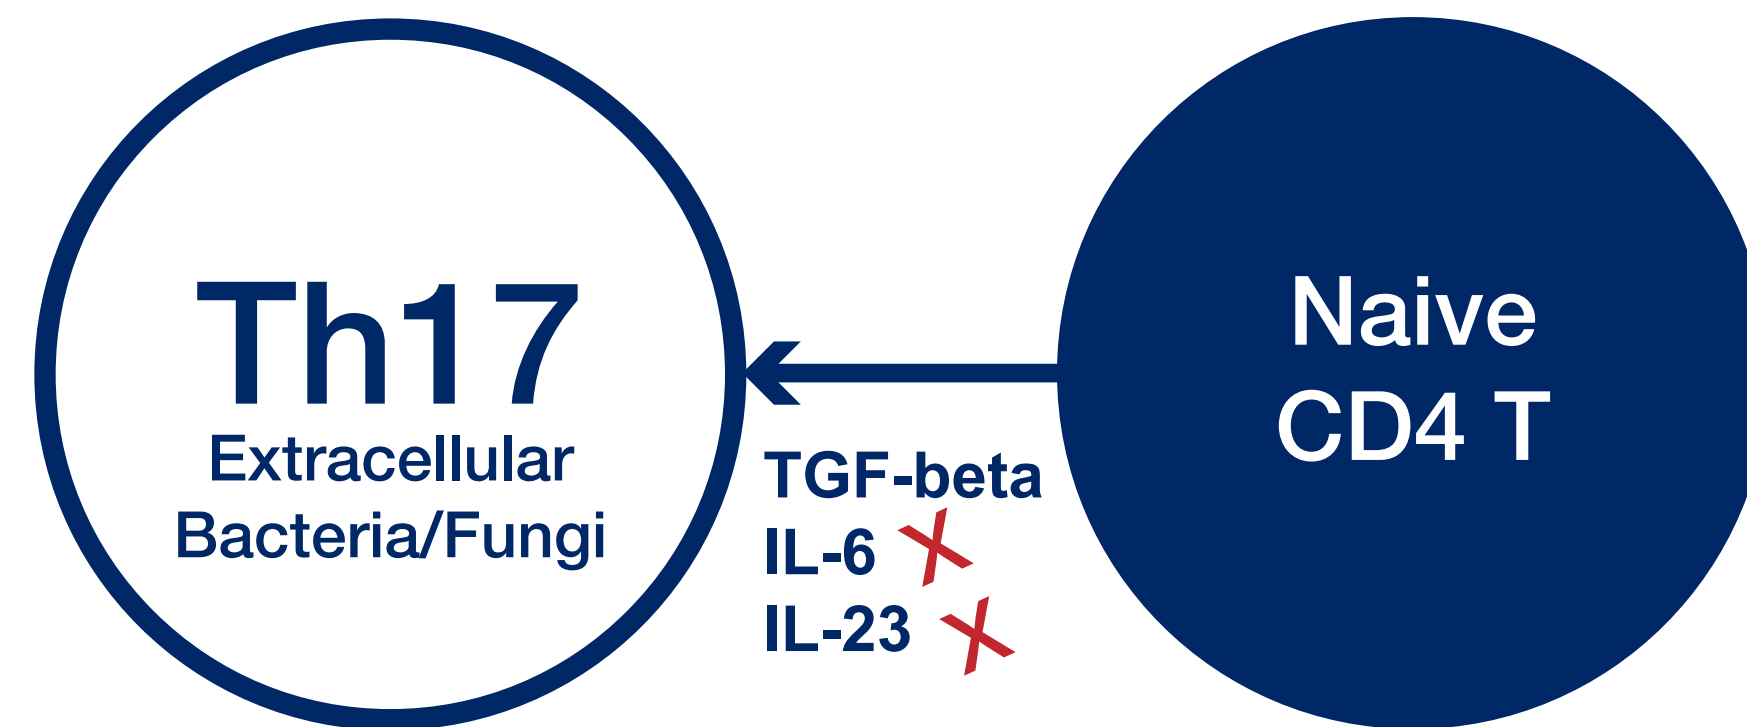 Th17
Extracellular
Bacteria/Fungi
TGF-beta
IL-6 X
IL-23 X
Naive
CD4 T